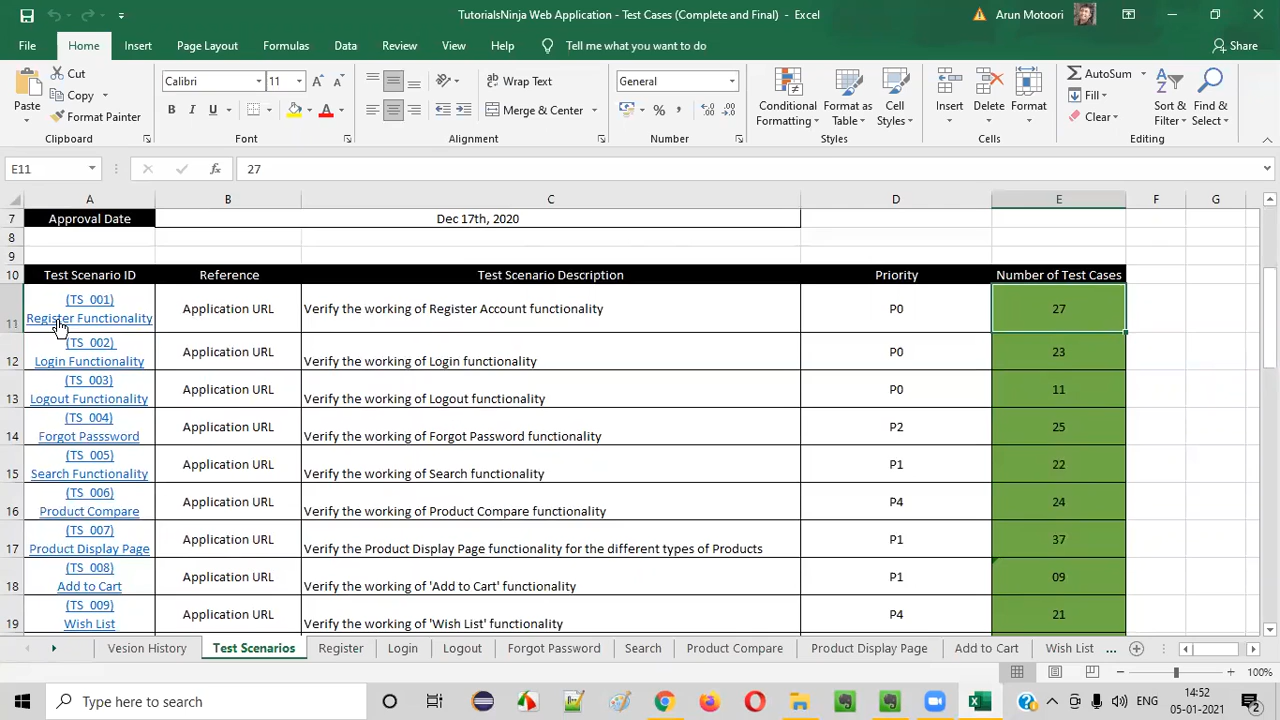 TutorialsNinja Web Application - Test Cases (Complete and Final) - Excel
Arun Motoori
File Home Insert Page Layout Formulas Data Review View Help Tell me what you want to do Share
Paste
Cut
Copy
Format Painter
Clipboard
Calibri 11
B I U
Font
Wrap Text
Merge & Center
Alignment
General
Number
Conditional Formatting
Format as Table
Cell Styles
Styles
Insert
Delete
Format
Cells
AutoSum
Fill
Clear
Sort & Filter
Find & Select
Editing
E11 fx 27
A B C D E F G
7 Approval Date Dec 17th, 2020
8
9
10 Test Scenario ID Reference Test Scenario Description Priority Number of Test Cases
(TS_001)
Register Functionality Application URL Verify the working of Register Account functionality P0 27
11
(TS_002)
Login Functionality Application URL Verify the working of Login functionality P0 23
12
(TS_003)
Logout Functionality Application URL Verify the working of Logout functionality P0 11
13
(TS_004)
Forgot Passsword Application URL Verify the working of Forgot Password functionality P2 25
14
(TS_005)
Search Functionality Application URL Verify the working of Search functionality P1 22
15
(TS_006)
Product Compare Application URL Verify the working of Product Compare functionality P4 24
16
(TS_007)
Product Display Page Application URL Verify the Product Display Page functionality for the different types of Products P1 37
17
(TS_008)
Add to Cart Application URL Verify the working of 'Add to Cart' functionality P1 09
18
(TS_009)
Wish List Application URL Verify the working of 'Wish List' functionality P4 21
19
Vesion History Test Scenarios Register Login Logout Forgot Password Search Product Compare Product Display Page Add to Cart Wish List ...
100%
Type here to search
ENG
14:52
05-01-2021
2